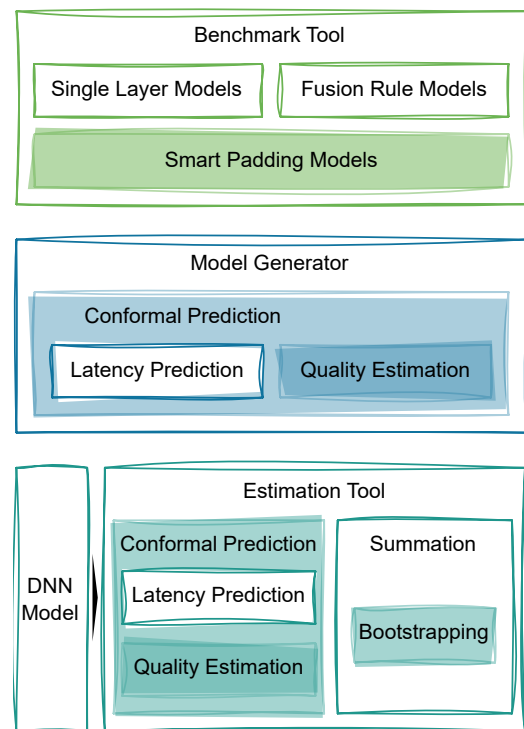 Benchmark Tool
Single Layer Models
Fusion Rule Models
Smart Padding Models
Model Generator
Conformal Prediction
Latency Prediction
Quality Estimation
DNN
Model
Estimation Tool
Conformal Prediction
Latency Prediction
Quality Estimation
Summation
Bootstrapping